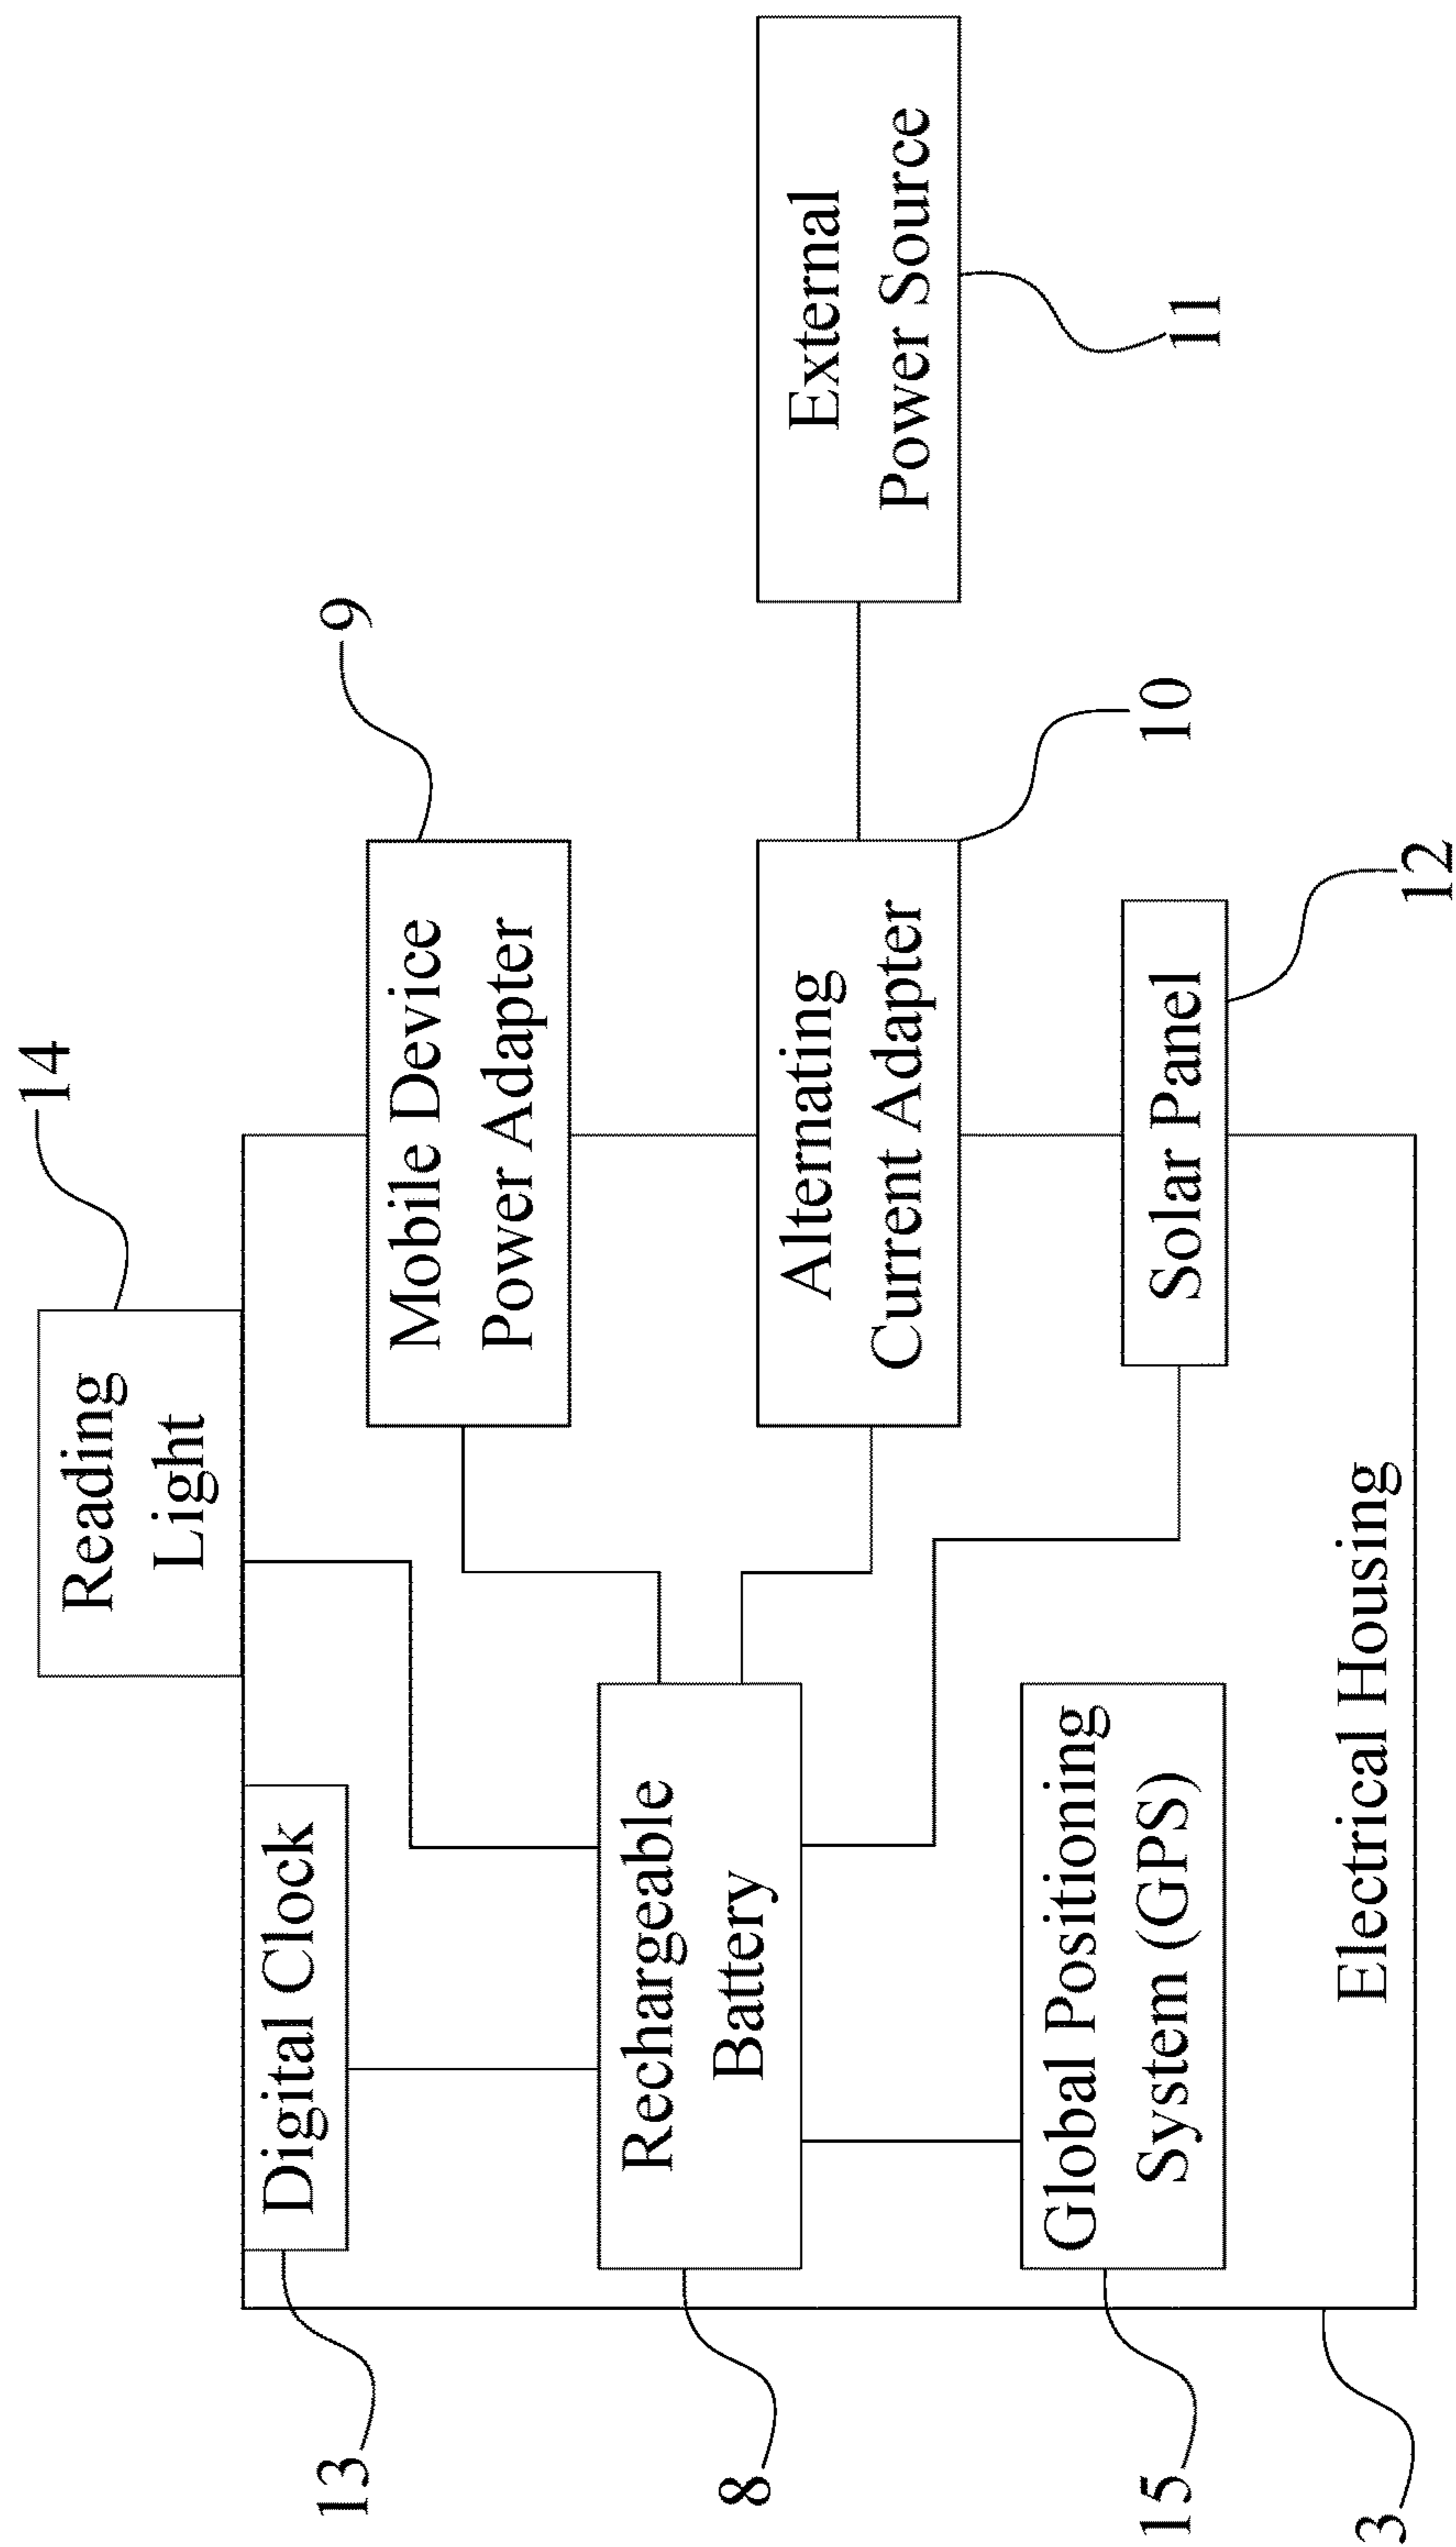 14
Reading
Light
9
13
Digital Clock
Mobile Device
Power Adapter
8
Rechargeable
Battery
Alternating
Current Adapter
External
Power Source
10
11
15
Global Positioning
System (GPS)
Solar Panel
12
3
Electrical Housing